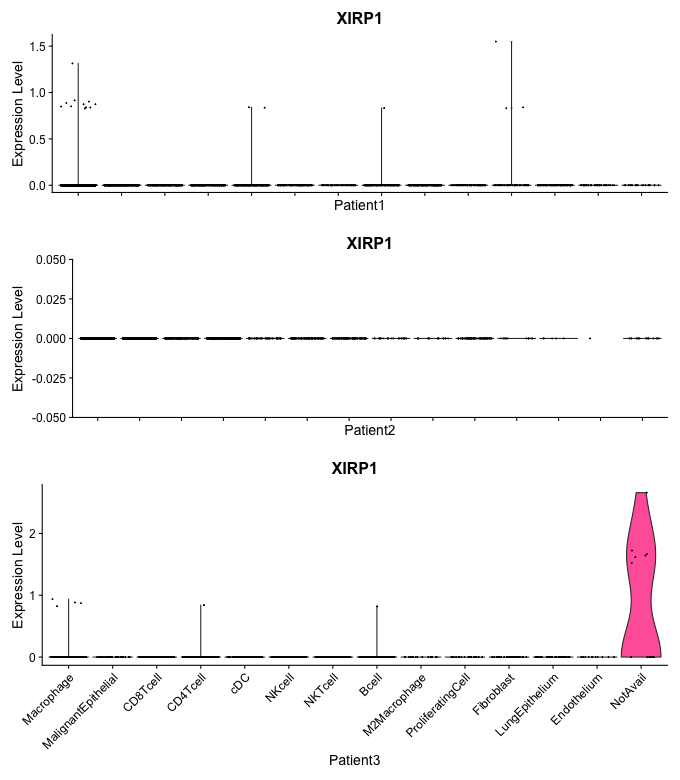 XIRP1
Expression Level
1.5
1.0
0.5
0.0
Patient1
XIRP1
Expression Level
0.050
0.025
0.000
-0.025
-0.050
Patient2
XIRP1
Expression Level
2
1
0
Macrophage
MalignantEpithelial
CD8Tcell
CD4Tcell
cDC
NKcell
NKTcell
Bcell
M2Macrophage
ProliferatingCell
Fibroblast
LungEpithelium
Endothelium
NotAvail
Patient3